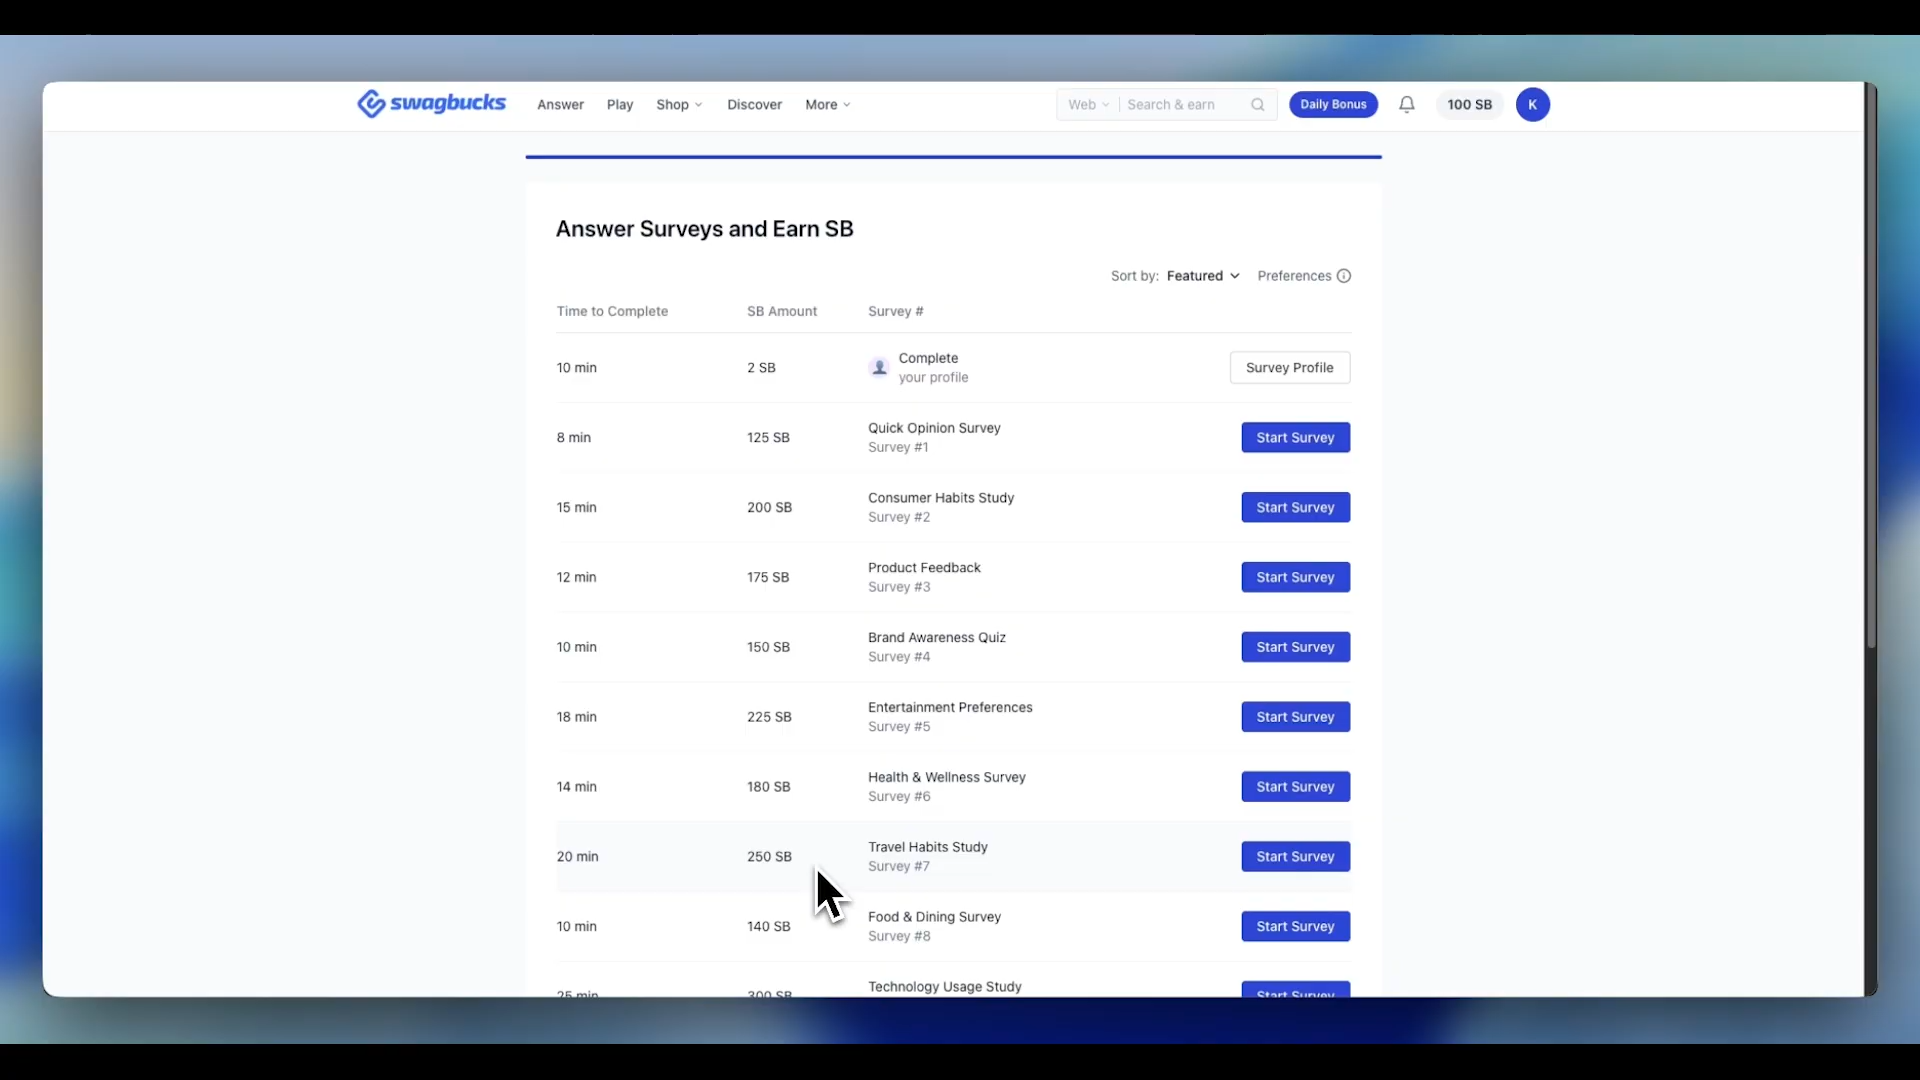 swagbucks Answer Play Shop Discover More Web Search & earn Daily Bonus 100 SB K
Answer Surveys and Earn SB
Sort by: Featured Preferences
Time to Complete SB Amount Survey #
10 min 2 SB Complete your profile Survey Profile
8 min 125 SB Quick Opinion Survey Survey #1 Start Survey
15 min 200 SB Consumer Habits Study Survey #2 Start Survey
12 min 175 SB Product Feedback Survey #3 Start Survey
10 min 150 SB Brand Awareness Quiz Survey #4 Start Survey
18 min 225 SB Entertainment Preferences Survey #5 Start Survey
14 min 180 SB Health & Wellness Survey Survey #6 Start Survey
20 min 250 SB Travel Habits Study Survey #7 Start Survey
10 min 140 SB Food & Dining Survey Survey #8 Start Survey
25 min 300 SB Technology Usage Study Start Survey